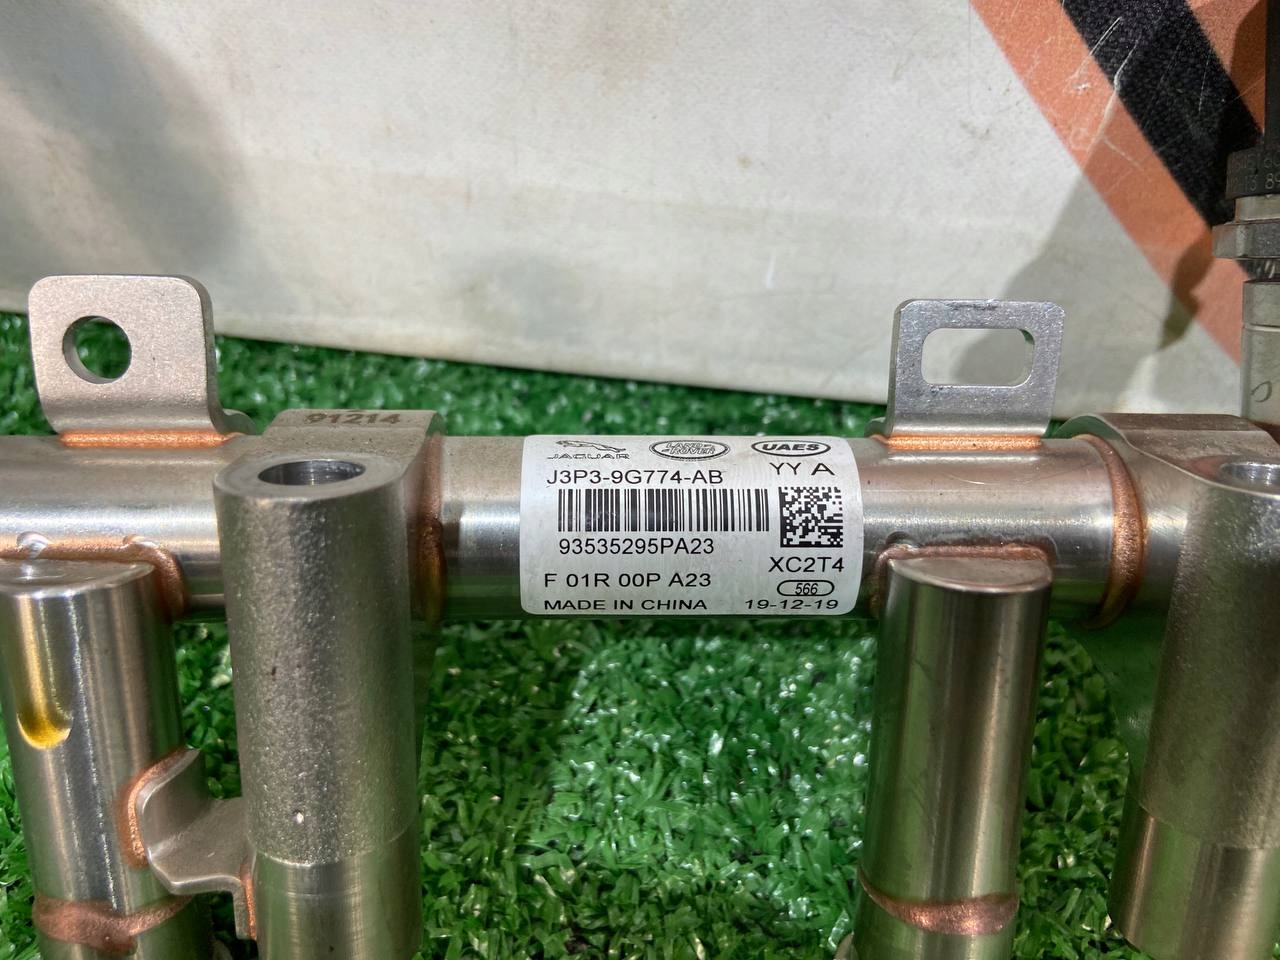 91214
JAGUAR
LAND
ROVER
UAES
J3P3-9G774-AB
YY A
93535295PA23
XC2T4
F 01R 00P A23
566
MADE IN CHINA
19-12-19